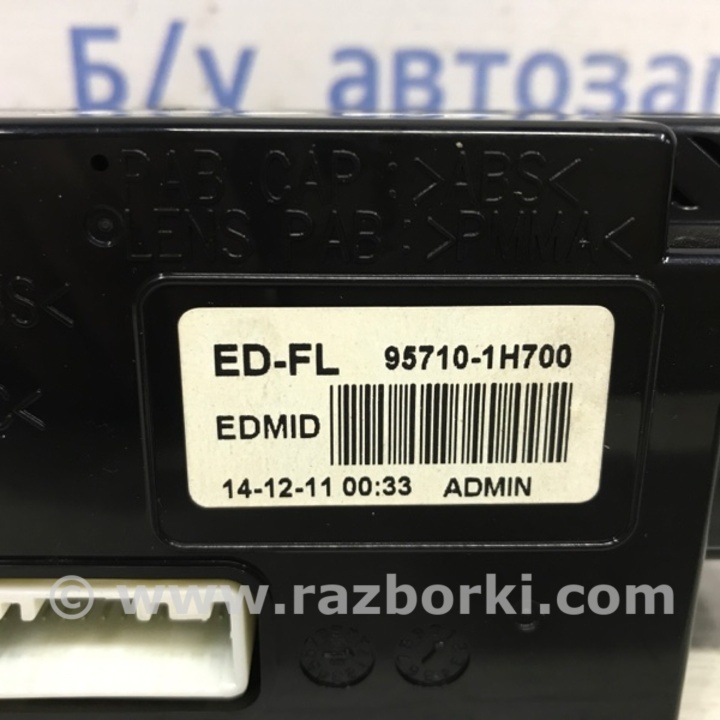 Б/у автозап
PAB CAP : >ABS<
LENS PAB : >PMMA<
ED-FL 95710-1H700
EDMID
14-12-11 00:33 ADMIN
© www.razborki.com